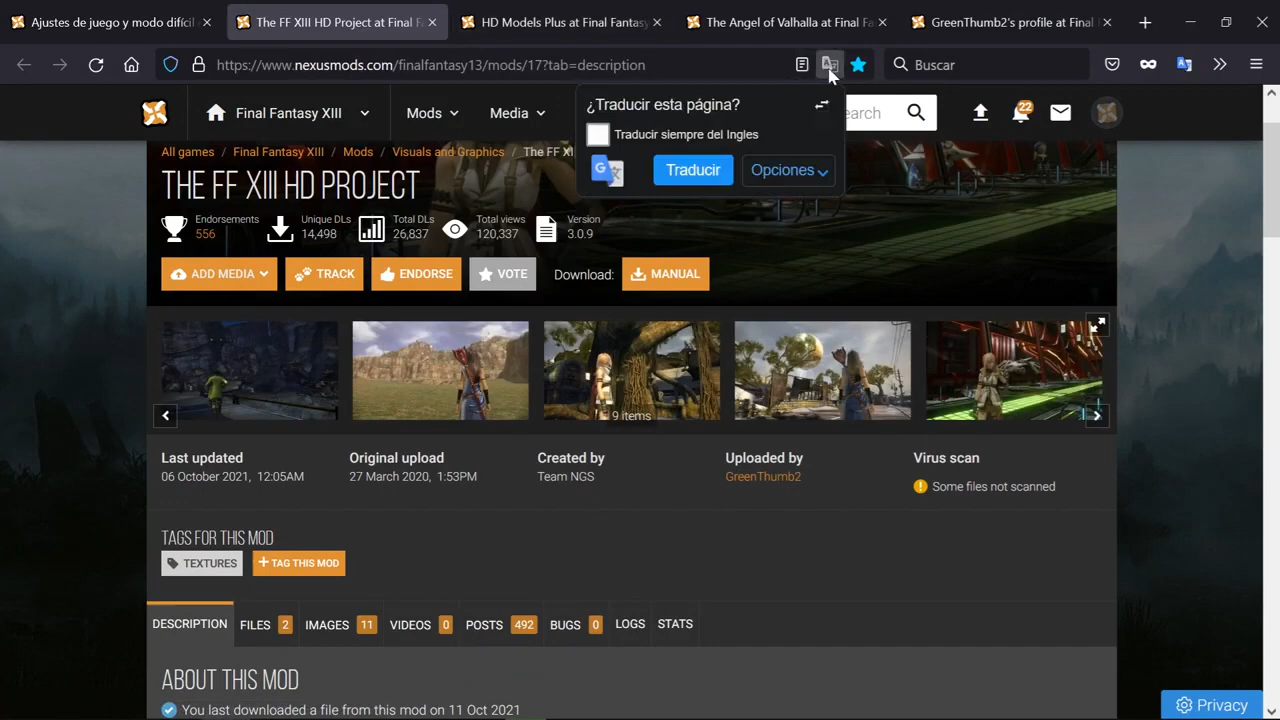 Ajustes de juego y modo difícil
The FF XIII HD Project at Final F
HD Models Plus at Final Fantasy
The Angel of Valhalla at Final Fa
GreenThumb2's profile at Final
https://www.nexusmods.com/finalfantasy13/mods/17?tab=description
Buscar
¿Traducir esta página?
Traducir siempre del Ingles
Traducir
Opciones
Final Fantasy XIII
Mods
Media
earch
22
All games
Final Fantasy XIII
Mods
Visuals and Graphics
The FF XI
THE FF XIII HD PROJECT
Endorsements
556
Unique DLs
14,498
Total DLs
26,837
Total views
120,337
Version
3.0.9
ADD MEDIA
TRACK
ENDORSE
VOTE
Download:
MANUAL
9 items
Last updated
06 October 2021, 12:05AM
Original upload
27 March 2020, 1:53PM
Created by
Team NGS
Uploaded by
GreenThumb2
Virus scan
Some files not scanned
TAGS FOR THIS MOD
TEXTURES
+ TAG THIS MOD
DESCRIPTION
FILES 2
IMAGES 11
VIDEOS 0
POSTS 492
BUGS 0
LOGS
STATS
ABOUT THIS MOD
You last downloaded a file from this mod on 11 Oct 2021
Privacy